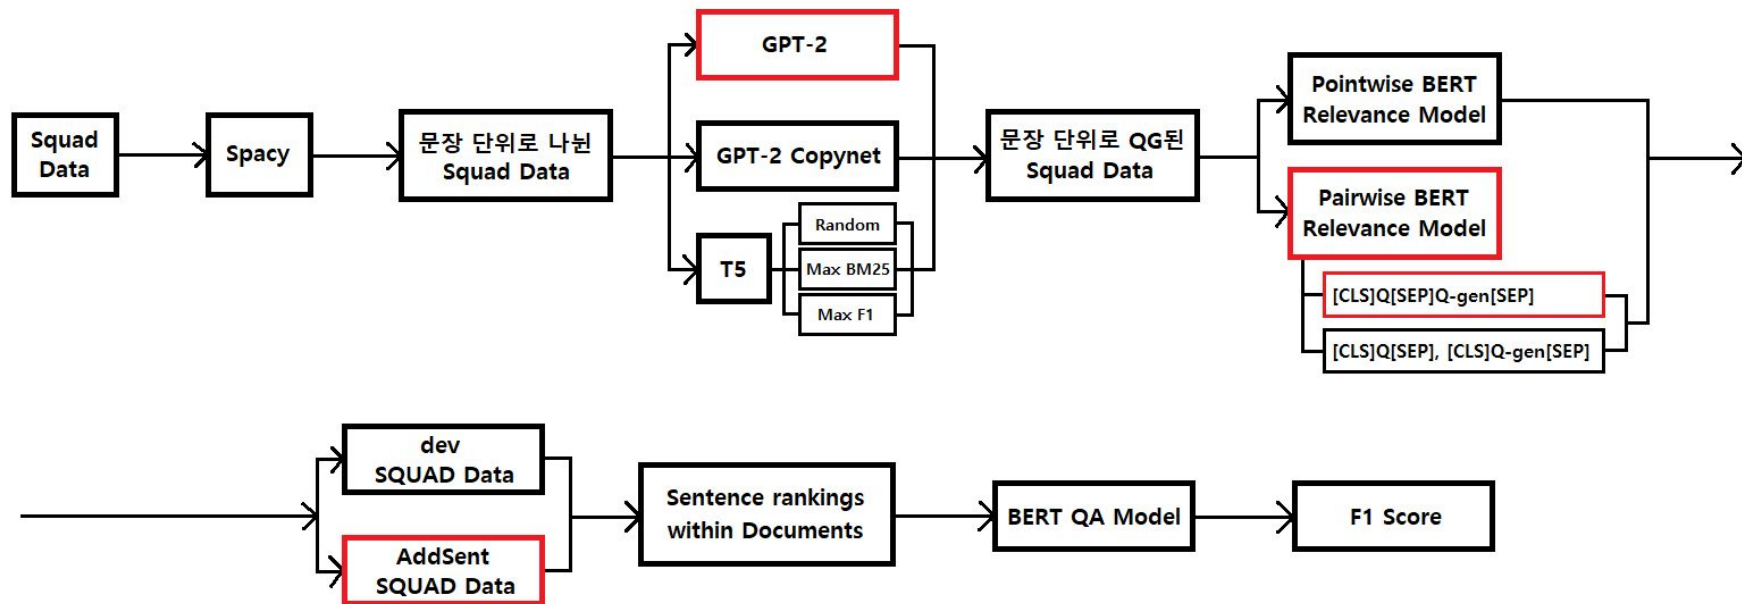 Squad
Data
Spacy
문장 단위로 나뉜
Squad Data
GPT-2
GPT-2 Copynet
T5
Random
Max BM25
Max F1
문장 단위로 QG된
Squad Data
Pointwise BERT
Relevance Model
Pairwise BERT
Relevance Model
[CLS]Q[SEP]Q-gen[SEP]
[CLS]Q[SEP], [CLS]Q-gen[SEP]
dev
SQUAD Data
AddSent
SQUAD Data
Sentence rankings
within Documents
BERT QA Model
F1 Score